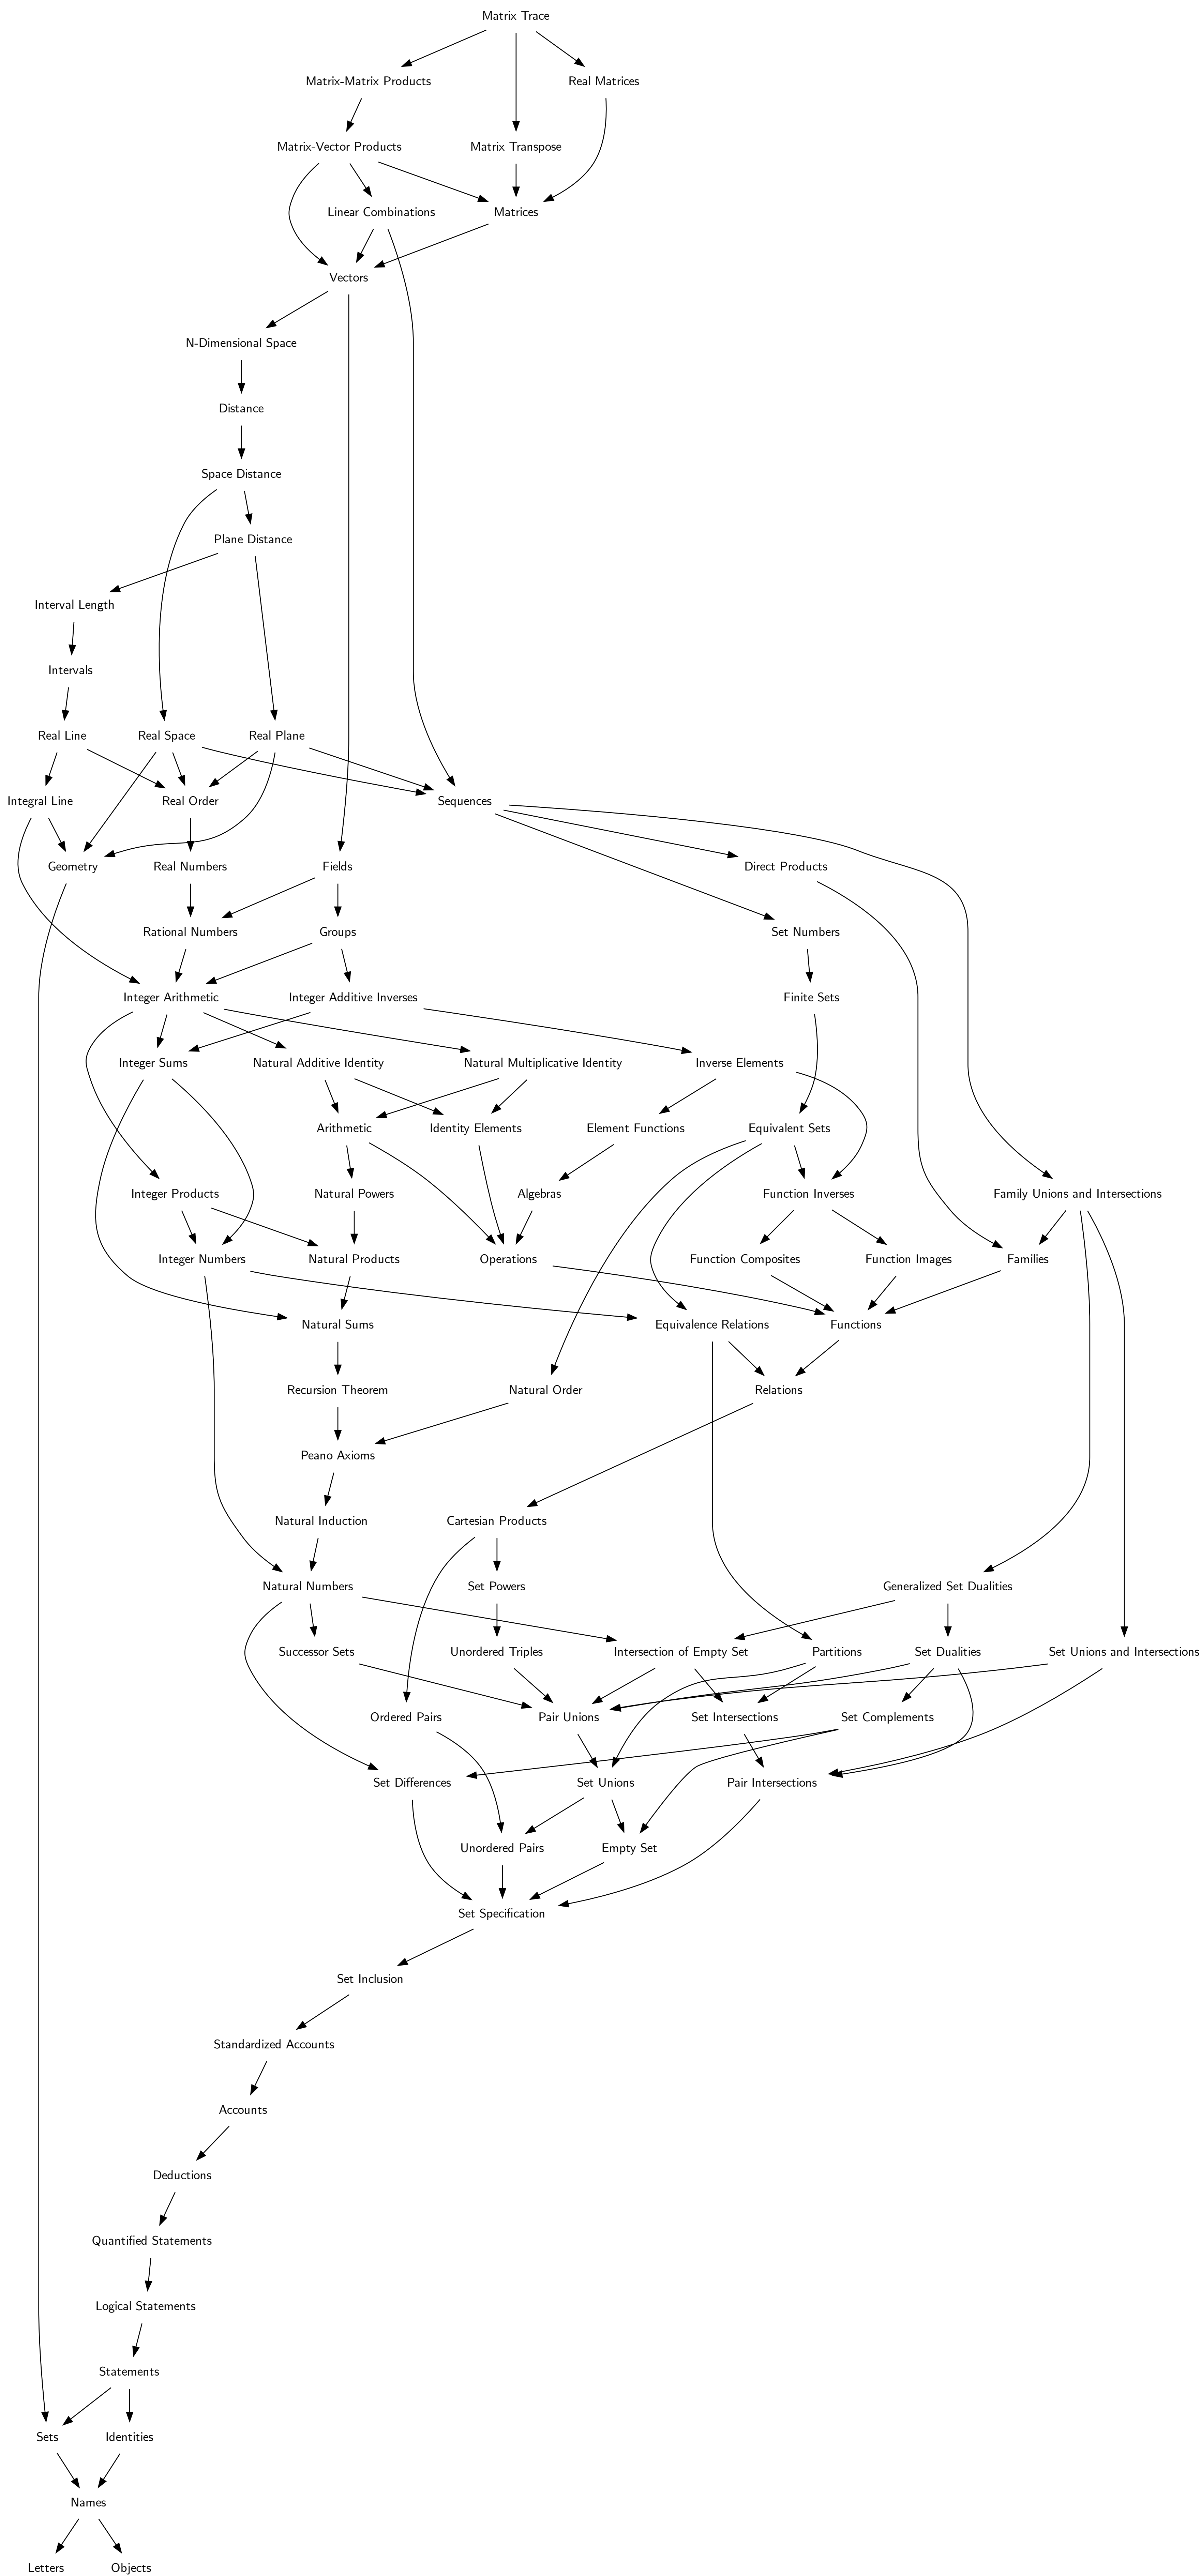 Matrix Trace
Matrix-Matrix Products
Real Matrices
Matrix-Vector Products
Matrix Transpose
Linear Combinations
Matrices
Vectors
N-Dimensional Space
Distance
Space Distance
Plane Distance
Interval Length
Intervals
Real Line
Real Space
Real Plane
Integral Line
Real Order
Sequences
Geometry
Real Numbers
Fields
Direct Products
Rational Numbers
Groups
Set Numbers
Integer Arithmetic
Integer Additive Inverses
Finite Sets
Integer Sums
Natural Additive Identity
Natural Multiplicative Identity
Inverse Elements
Arithmetic
Identity Elements
Element Functions
Equivalent Sets
Integer Products
Natural Powers
Algebras
Function Inverses
Family Unions and Intersections
Integer Numbers
Natural Products
Operations
Function Composites
Function Images
Families
Natural Sums
Equivalence Relations
Functions
Recursion Theorem
Natural Order
Relations
Peano Axioms
Natural Induction
Cartesian Products
Natural Numbers
Set Powers
Generalized Set Dualities
Successor Sets
Unordered Triples
Intersection of Empty Set
Partitions
Set Dualities
Set Unions and Intersections
Ordered Pairs
Pair Unions
Set Intersections
Set Complements
Set Differences
Set Unions
Pair Intersections
Unordered Pairs
Empty Set
Set Specification
Set Inclusion
Standardized Accounts
Accounts
Deductions
Quantified Statements
Logical Statements
Statements
Sets
Identities
Names
Letters
Objects